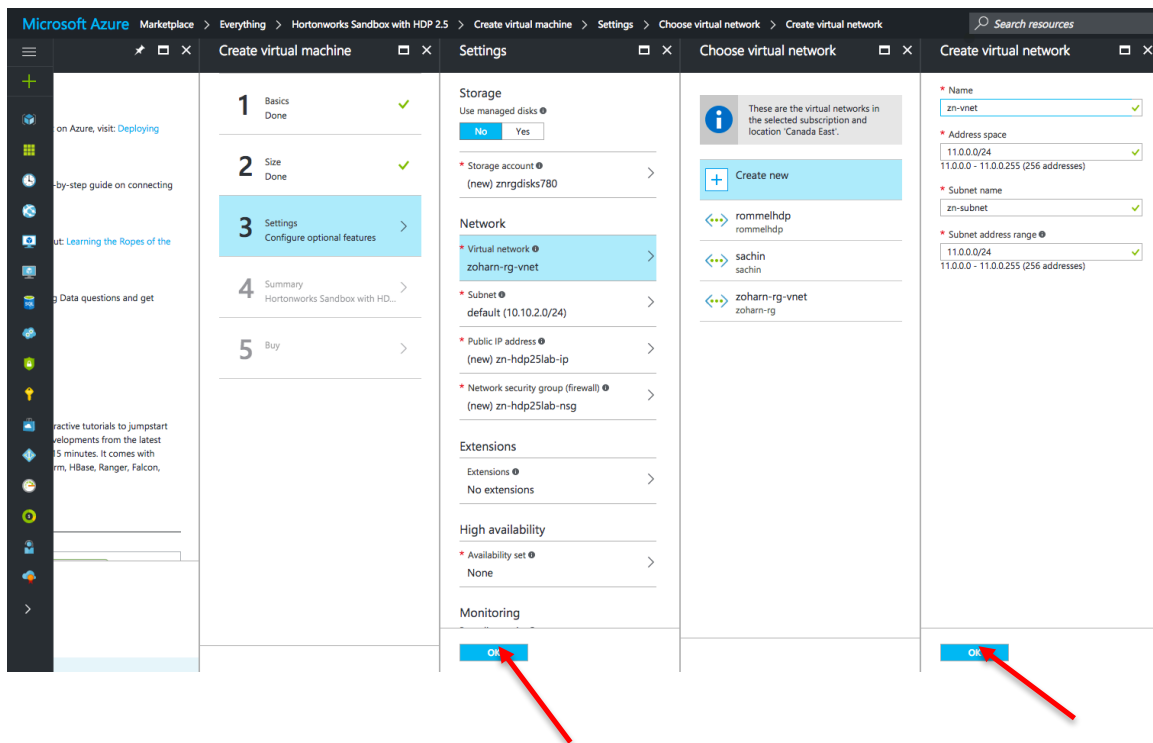 Microsoft Azure Marketplace > Everything > Hortonworks Sandbox with HDP 2.5 > Create virtual machine > Settings > Choose virtual network > Create virtual network
Search resources
on Azure, visit: Deploying
-by-step guide on connecting
ut: Learning the Ropes of the
g Data questions and get
ractive tutorials to jumpstart
velopments from the latest
15 minutes. It comes with
rm, HBase, Ranger, Falcon,
Create virtual machine
1 Basics
Done
2 Size
Done
3 Settings
Configure optional features
4 Summary
Hortonworks Sandbox with HD...
5 Buy
Settings
Storage
Use managed disks
No Yes
* Storage account
(new) znrgdisks780
Network
* Virtual network
zoharn-rg-vnet
* Subnet
default (10.10.2.0/24)
* Public IP address
(new) zn-hdp25lab-ip
* Network security group (firewall)
(new) zn-hdp25lab-nsg
Extensions
Extensions
No extensions
High availability
* Availability set
None
Monitoring
OK
Choose virtual network
These are the virtual networks in
the selected subscription and
location 'Canada East'.
Create new
rommelhdp
rommelhdp
sachin
sachin
zoharn-rg-vnet
zoharn-rg
Create virtual network
* Name
zn-vnet
* Address space
11.0.0.0/24
11.0.0.0 - 11.0.0.255 (256 addresses)
* Subnet name
zn-subnet
* Subnet address range
11.0.0.0/24
11.0.0.0 - 11.0.0.255 (256 addresses)
OK